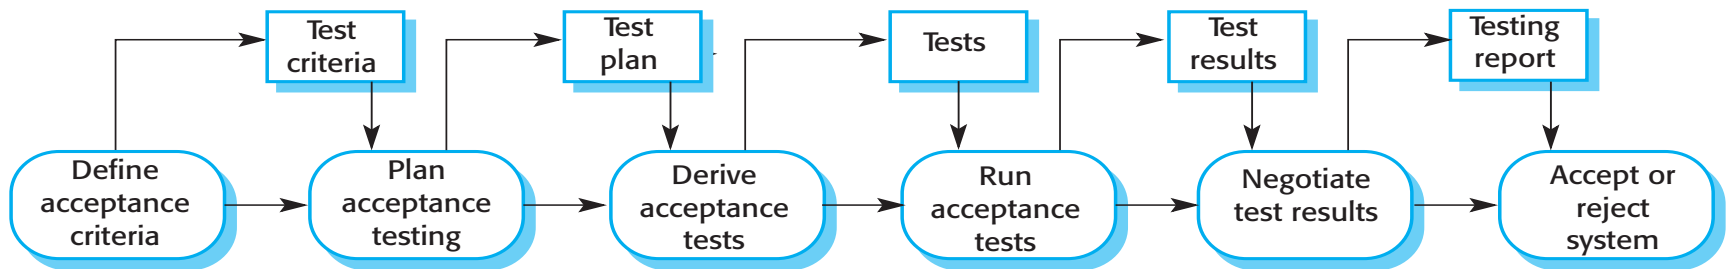 Test
criteria
Test
plan
Tests
Test
results
Testing
report
Define
acceptance
criteria
Plan
acceptance
testing
Derive
acceptance
tests
Run
acceptance
tests
Negotiate
test results
Accept or
reject
system